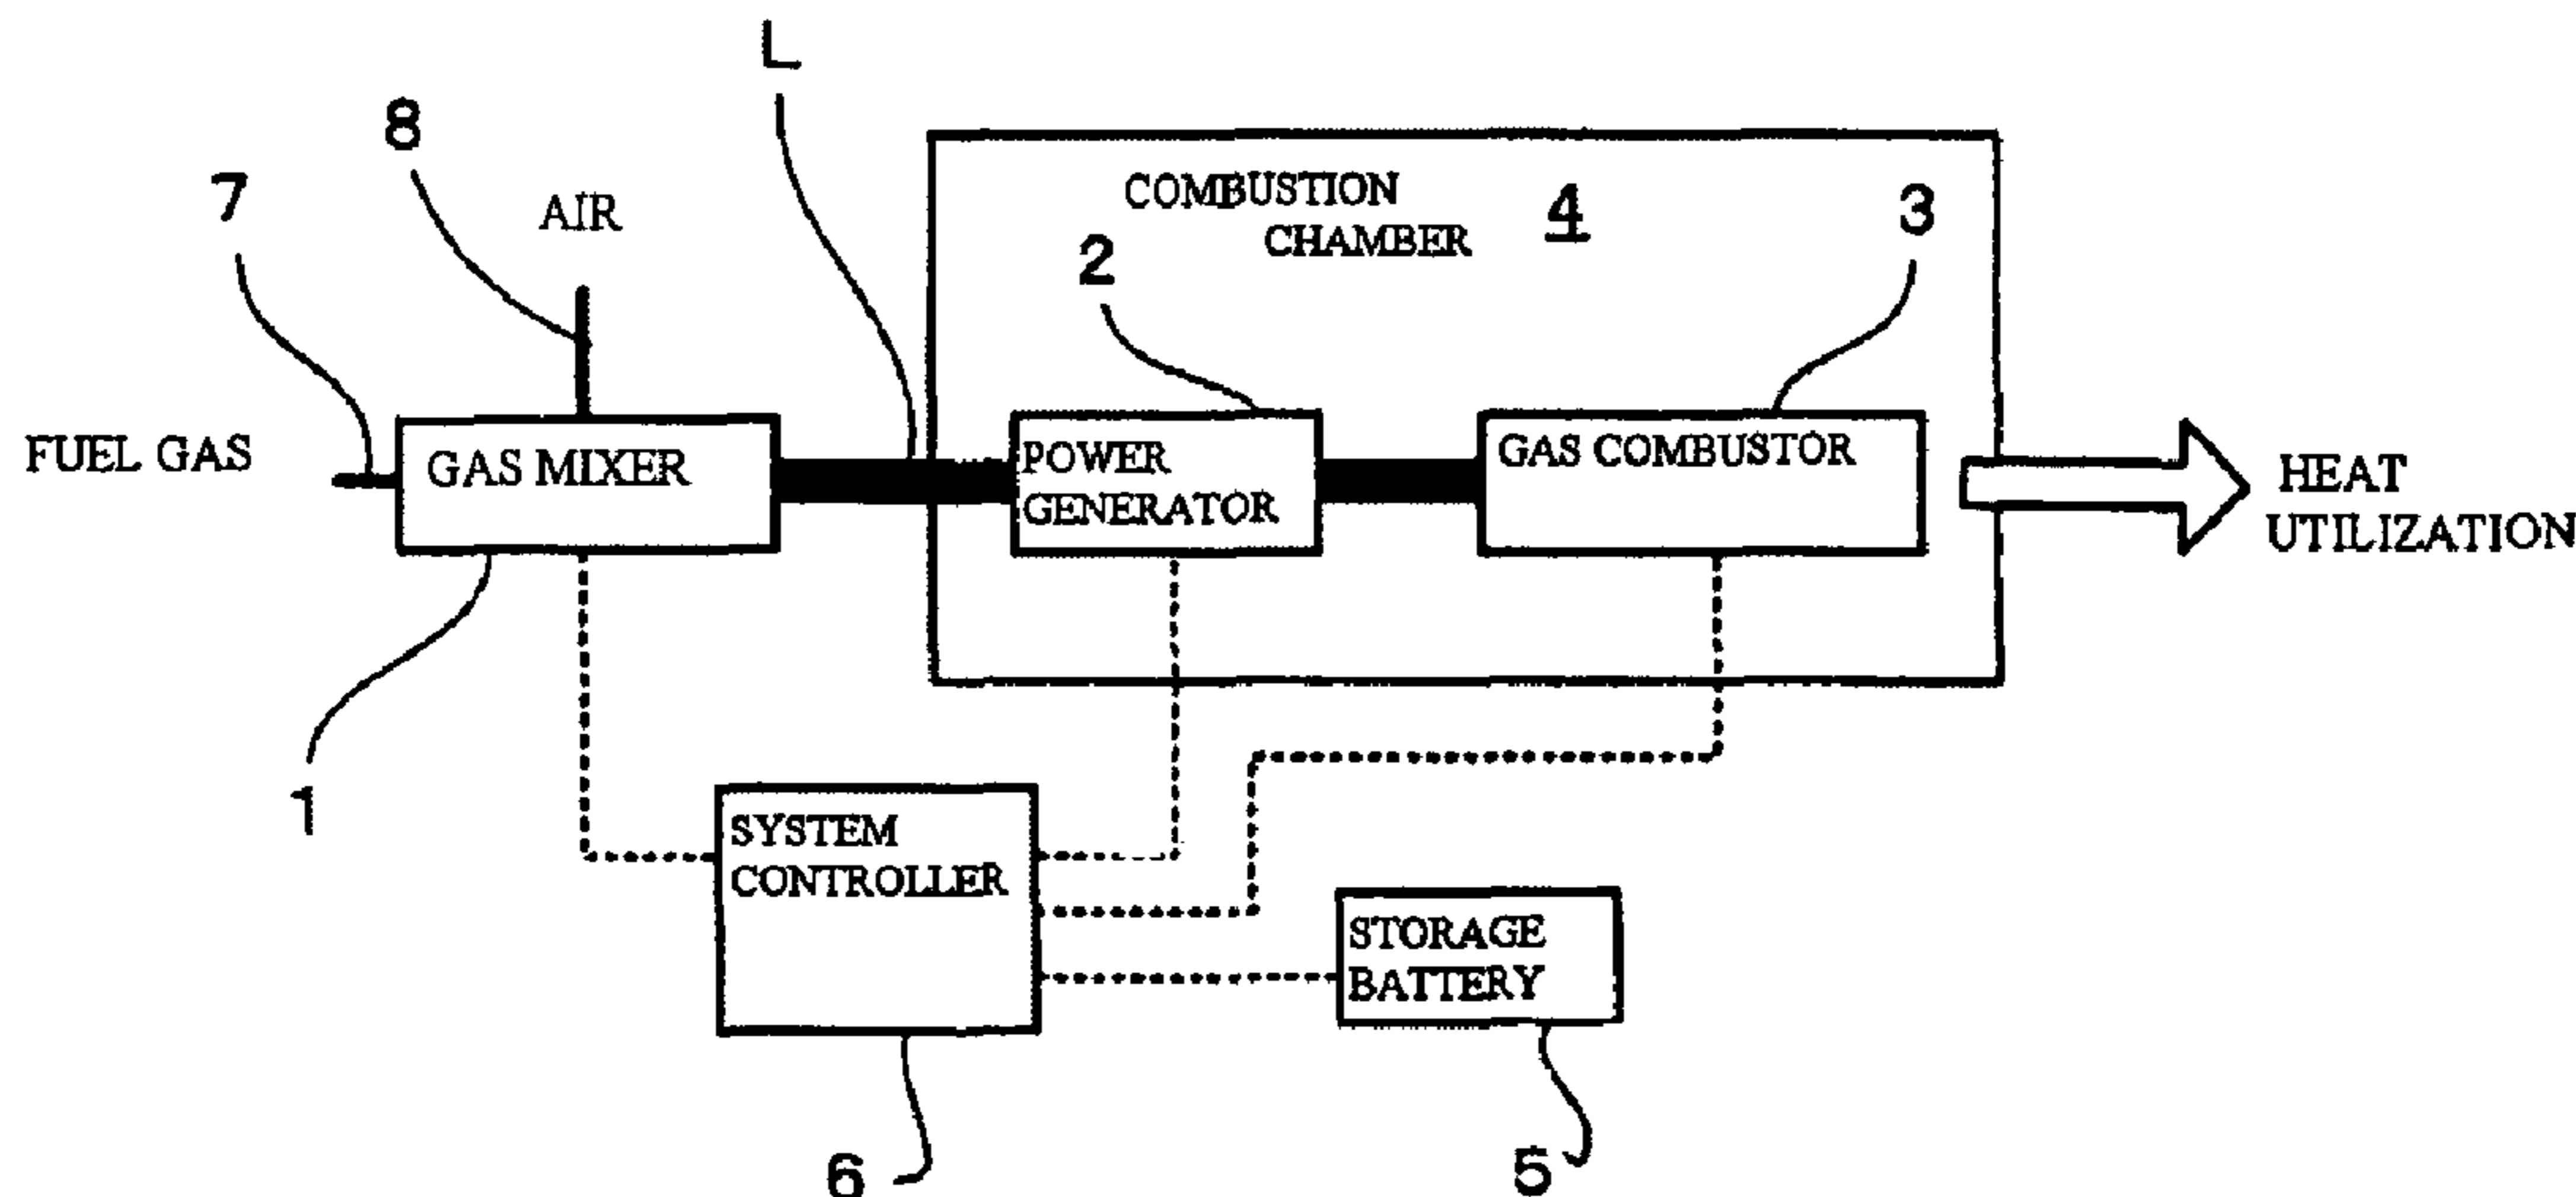 L
8
7
AIR
COMBUSTION
CHAMBER
4
3
2
FUEL GAS
GAS MIXER
POWER
GENERATOR
GAS COMBUSTOR
HEAT
UTILIZATION
1
SYSTEM
CONTROLLER
STORAGE
BATTERY
6
5